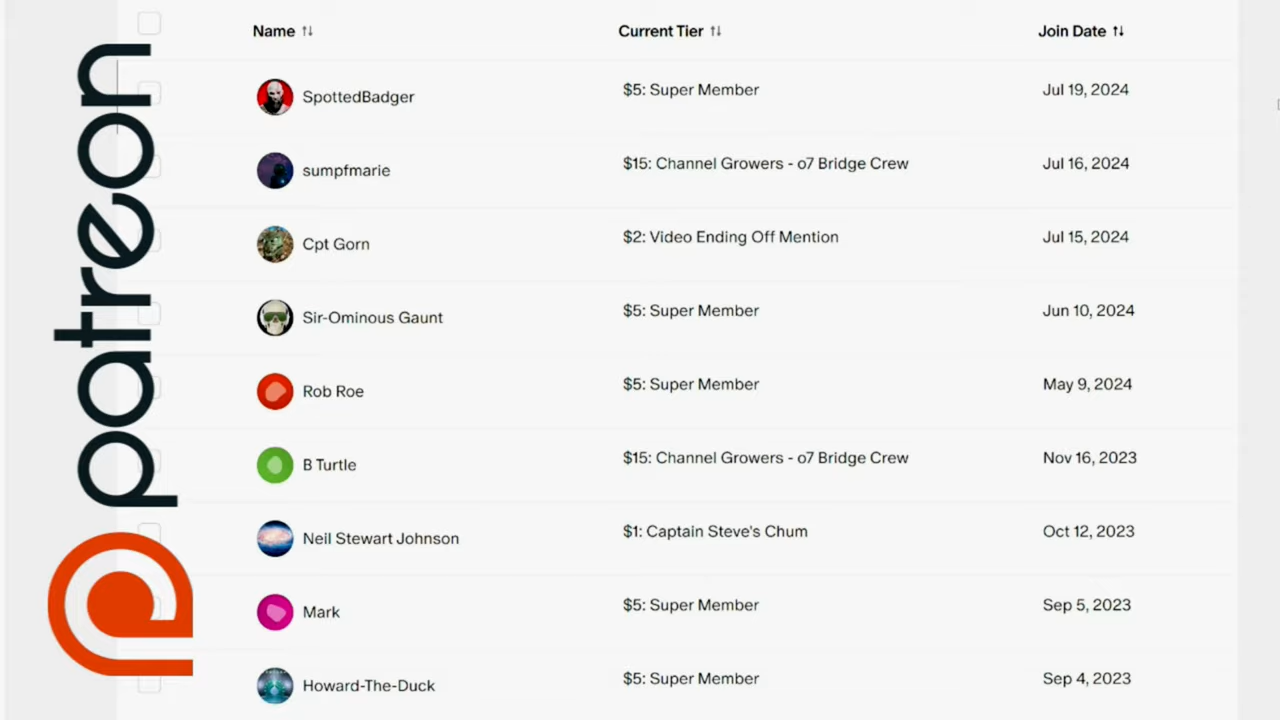 patreon
Name ↑↓ Current Tier ↑↓ Join Date ↑↓
SpottedBadger $5: Super Member Jul 19, 2024
sumpfmarie $15: Channel Growers - o7 Bridge Crew Jul 16, 2024
Cpt Gorn $2: Video Ending Off Mention Jul 15, 2024
Sir-Ominous Gaunt $5: Super Member Jun 10, 2024
Rob Roe $5: Super Member May 9, 2024
B Turtle $15: Channel Growers - o7 Bridge Crew Nov 16, 2023
Neil Stewart Johnson $1: Captain Steve's Chum Oct 12, 2023
Mark $5: Super Member Sep 5, 2023
Howard-The-Duck $5: Super Member Sep 4, 2023